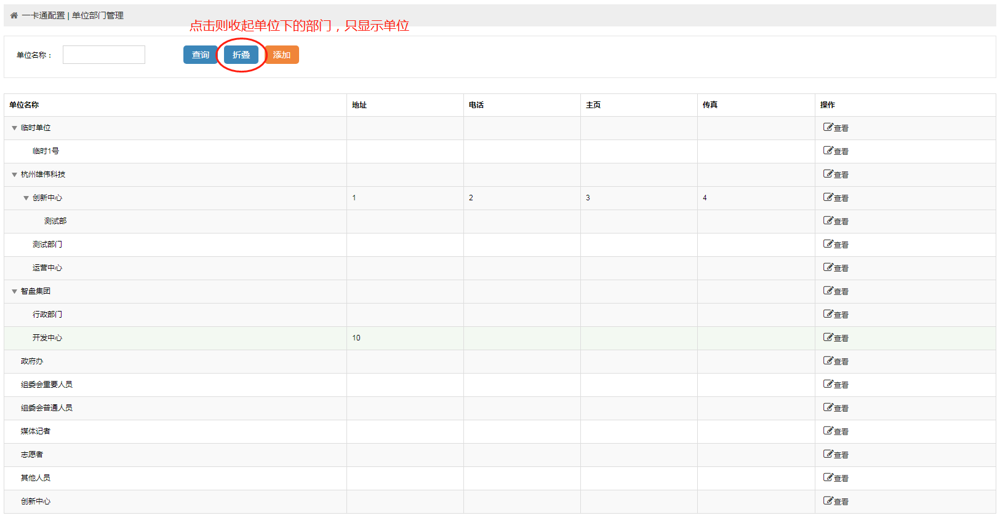 一卡通配置 | 单位部门管理
点击则收起单位下的部门，只显示单位
单位名称： 查询 折叠 添加
单位名称 地址 电话 主页 传真 操作
临时单位 查看
临时1号 查看
杭州雄伟科技 查看
创新中心 1 2 3 4 查看
测试部 查看
测试部门 查看
运营中心 查看
智盘集团 查看
行政部门 查看
开发中心 10 查看
政府办 查看
组委会重要人员 查看
组委会普通人员 查看
媒体记者 查看
志愿者 查看
其他人员 查看
创新中心 查看